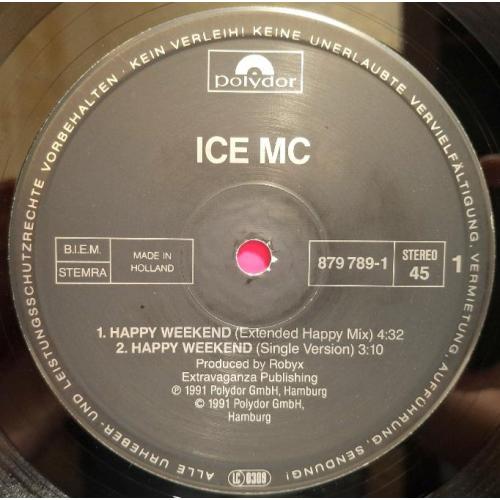 ALLE URHEBER- UND LEISTUNGSSCHUTZRECHTE VORBEHALTEN. KEIN VERLEIH! KEINE UNERLAUBTE VERVIELFÄLTIGUNG, VERMIETUNG, AUFFÜHRUNG, SENDUNG!
polydor
ICE MC
B.I.E.M.
STEMRA
MADE IN
HOLLAND
879 789-1
STEREO
45
1
1. HAPPY WEEKEND (Extended Happy Mix) 4:32
2. HAPPY WEEKEND (Single Version) 3:10
Produced by Robyx
Extravaganza Publishing
℗ 1991 Polydor GmbH, Hamburg
© 1991 Polydor GmbH,
Hamburg
LC 6309